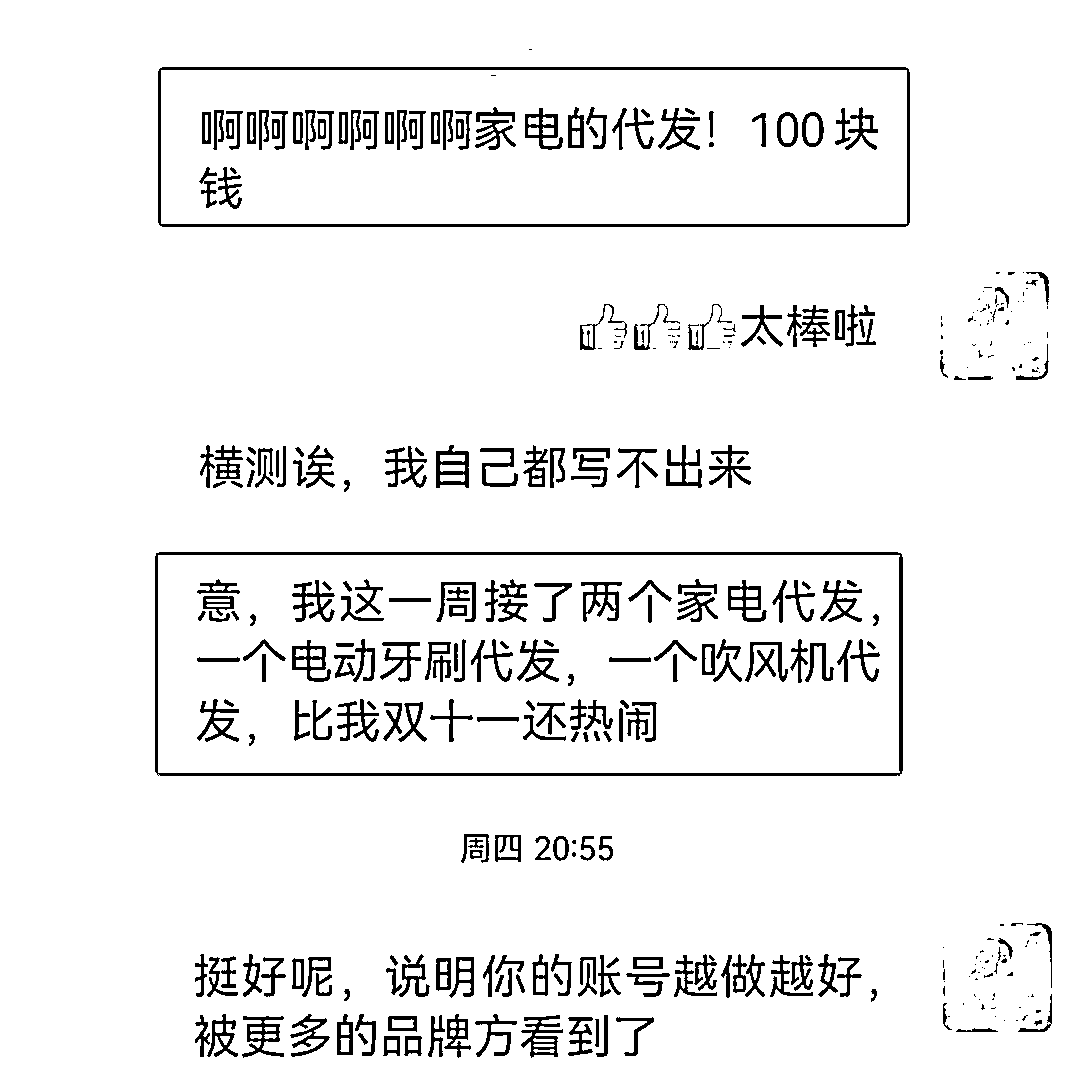 啊啊啊啊啊啊家电的代发！100块
钱
👍👍👍太棒啦
横测诶，我自己都写不出来
意，我这一周接了两个家电代发，
一个电动牙刷代发，一个吹风机代
发，比我双十一还热闹
周四 20:55
挺好呢，说明你的账号越做越好，
被更多的品牌方看到了